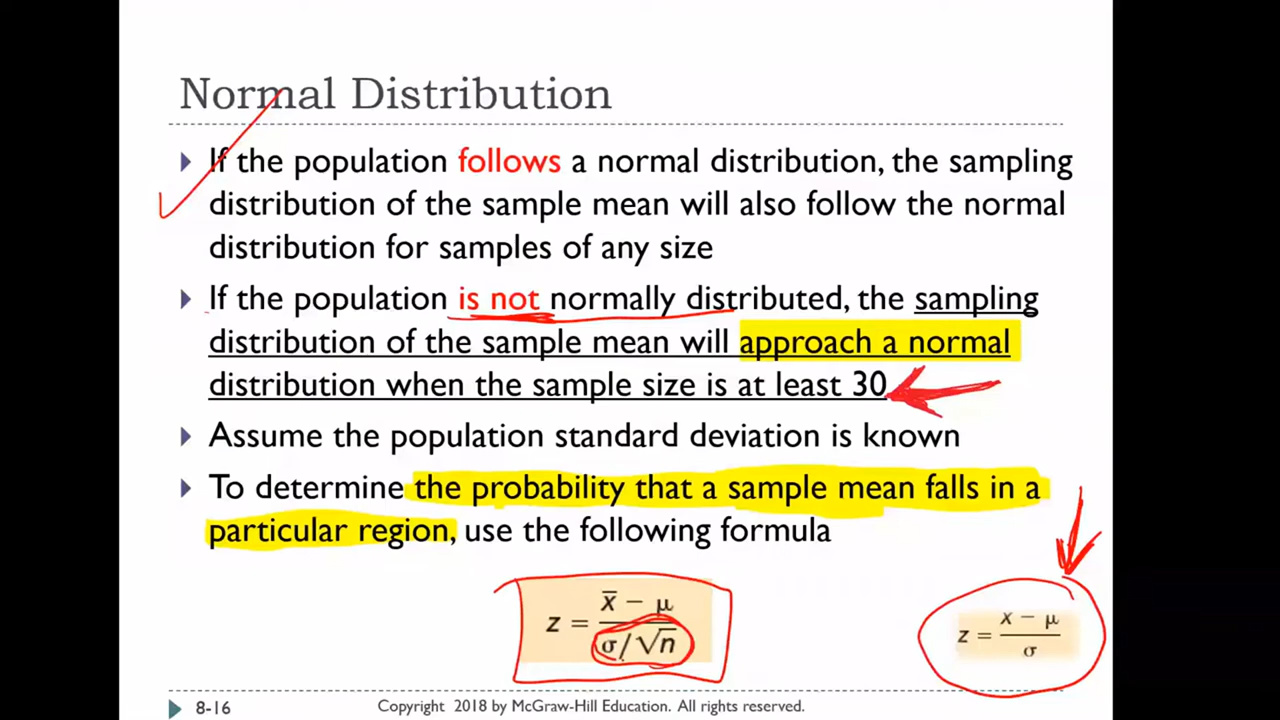 Normal Distribution
If the population follows a normal distribution, the sampling
distribution of the sample mean will also follow the normal
distribution for samples of any size
If the population is not normally distributed, the sampling
distribution of the sample mean will approach a normal
distribution when the sample size is at least 30
Assume the population standard deviation is known
To determine the probability that a sample mean falls in a
particular region, use the following formula
z = x̄ − μ / σ/√n
z = x − μ / σ
8-16
Copyright 2018 by McGraw-Hill Education. All rights reserved.